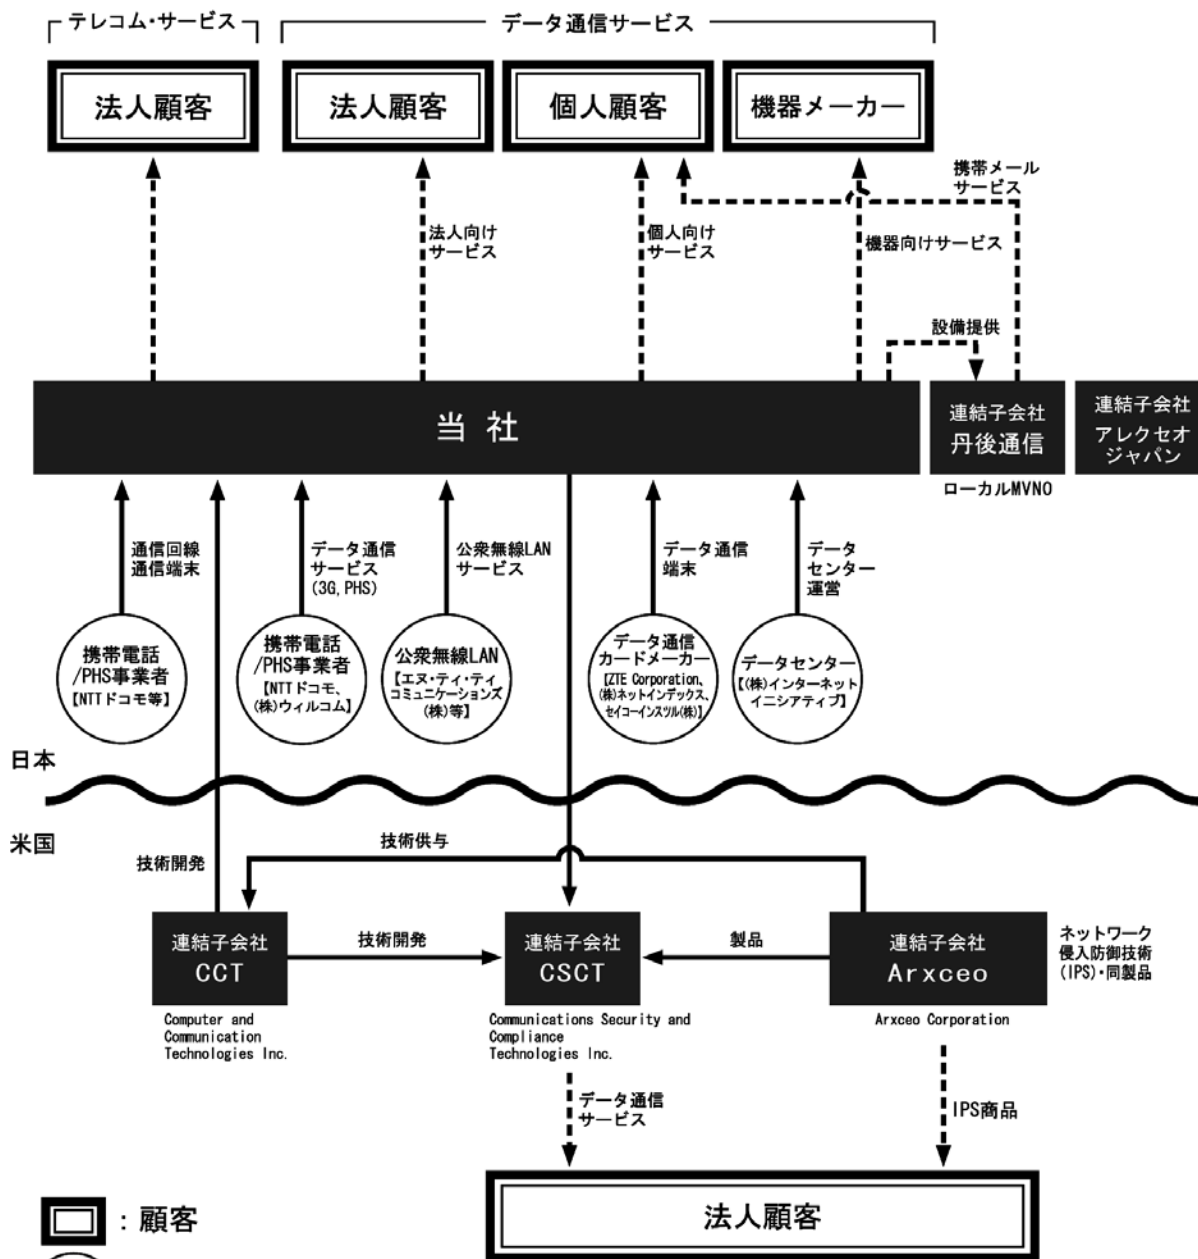 テレコム・サービス
データ通信サービス
法人顧客
法人顧客
個人顧客
機器メーカー
携帯メール
サービス
法人向け
サービス
個人向け
サービス
機器向けサービス
設備提供
当社
連結子会社
丹後通信
ローカルMVNO
連結子会社
アレクセオ
ジャパン
通信回線
通信端末
データ通信
サービス
(3G, PHS)
公衆無線LAN
サービス
データ通信
端末
データ
センター
運営
携帯電話
/PHS事業者
【NTTドコモ等】
携帯電話
/PHS事業者
【NTTドコモ、
(株)ウィルコム】
公衆無線LAN
【エヌ・ティ・ティ
コミュニケーションズ
(株)等】
データ通信
カードメーカー
【ZTE Corporation、
(株)ネットインデックス、
セイコーインスツル(株)】
データセンター
【(株)インターネット
イニシアティブ】
日本
米国
技術開発
技術供与
連結子会社
CCT
Computer and
Communication
Technologies Inc.
技術開発
連結子会社
CSCT
Communications Security and
Compliance
Technologies Inc.
製品
連結子会社
Arxceo
Arxceo Corporation
ネットワーク
侵入防御技術
(IPS)・同製品
データ通信
サービス
IPS商品
法人顧客
：顧客